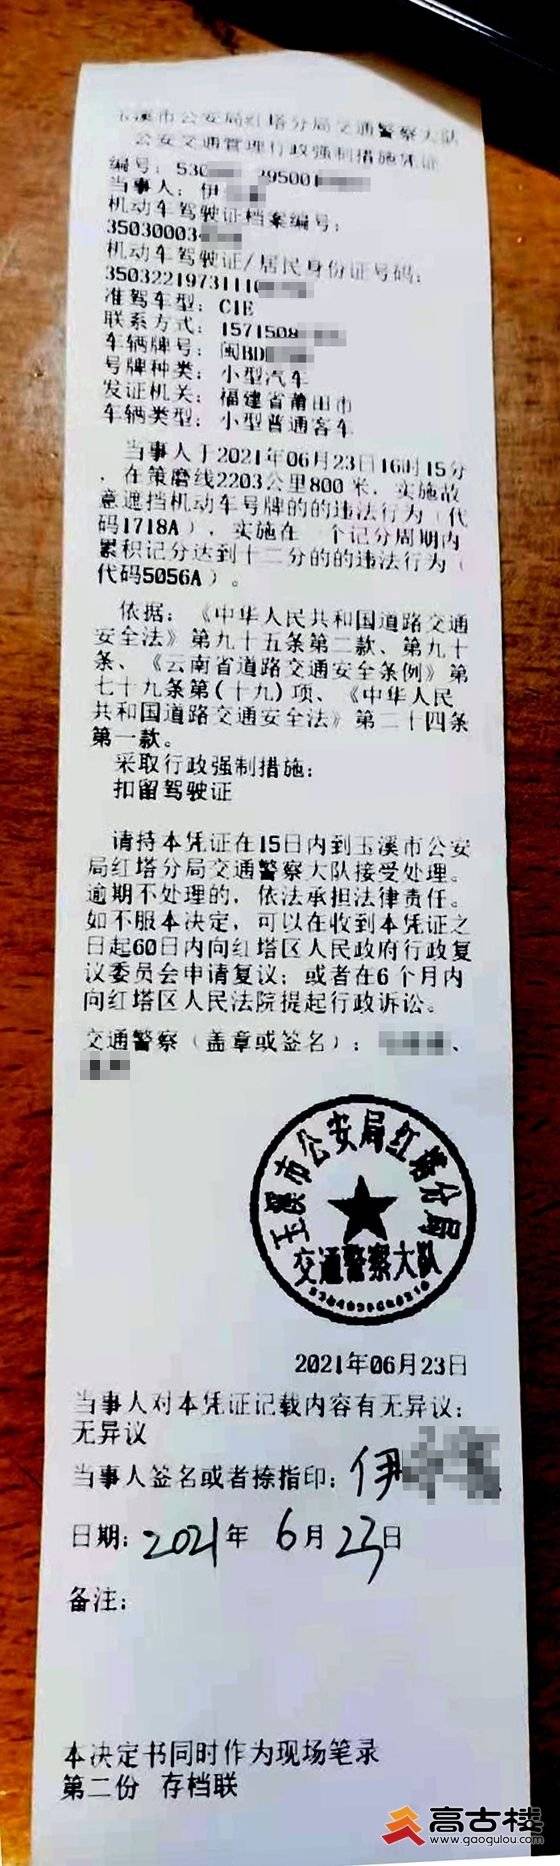 玉溪市公安局红塔分局交通警察大队
公安交通管理行政强制措施凭证
编号：530 295001
当事人：伊
机动车驾驶证档案编号：
35030003
机动车驾驶证/居民身份证号码：
3503221973111
准驾车型：C1E
联系方式：1571508
车辆牌号：闽BD
号牌种类：小型汽车
发证机关：福建省莆田市
车辆类型：小型普通客车
当事人于2021年06月23日16时15分
，在策磨线2203公里800米，实施故
意遮挡机动车号牌的的违法行为（代
码1718A），实施在一个记分周期内
累积记分达到十二分的的违法行为（
代码5056A）。
依据：《中华人民共和国道路交通
安全法》第九十五条第二款、第九十
条、《云南省道路交通安全条例》第
七十九条第(十九)项、《中华人民
共和国道路交通安全法》第二十四条
第一款。
采取行政强制措施：
扣留驾驶证
请持本凭证在15日内到玉溪市公安
局红塔分局交通警察大队接受处理。
逾期不处理的，依法承担法律责任。
如不服本决定，可以在收到本凭证之
日起60日内向红塔区人民政府行政复
议委员会申请复议；或者在6个月内
向红塔区人民法院提起行政诉讼。
交通警察（盖章或签名）： 、
玉溪市公安局红塔分局
交通警察大队
2021年06月23日
当事人对本凭证记载内容有无异议：
无异议
当事人签名或者捺指印：伊
日期：2021年 6月23日
备注：
本决定书同时作为现场笔录
第二份 存档联
高古楼
www.gaogulou.com